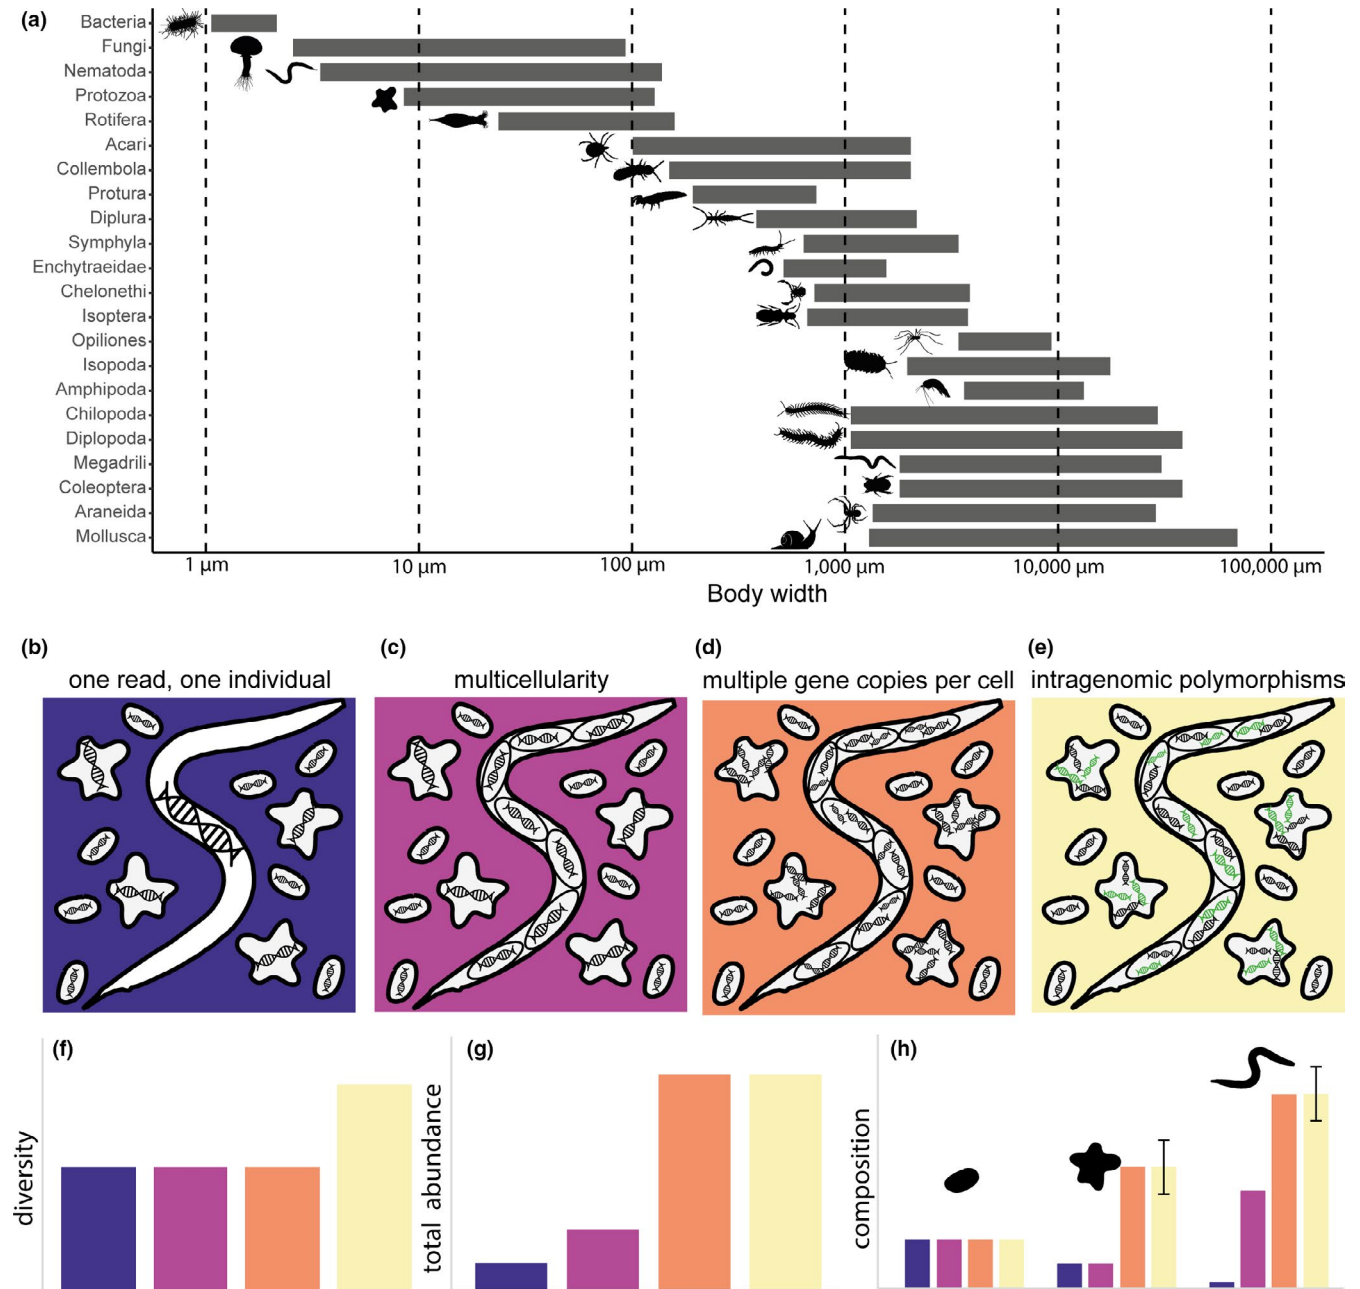 (a)
Bacteria
Fungi
Nematoda
Protozoa
Rotifera
Acari
Collembola
Protura
Diplura
Symphyla
Enchytraeidae
Chelonethi
Isoptera
Opiliones
Isopoda
Amphipoda
Chilopoda
Diplopoda
Megadrili
Coleoptera
Araneida
Mollusca
1 µm 10 µm 100 µm 1,000 µm 10,000 µm 100,000 µm
Body width
(b) (c) (d) (e)
one read, one individual multicellularity multiple gene copies per cell intragenomic polymorphisms
(f) (g) (h)
diversity
total abundance
composition